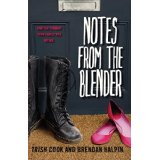 NOTES
FROM THE
BLENDER
TRISH COOK AND BRENDAN HALPIN